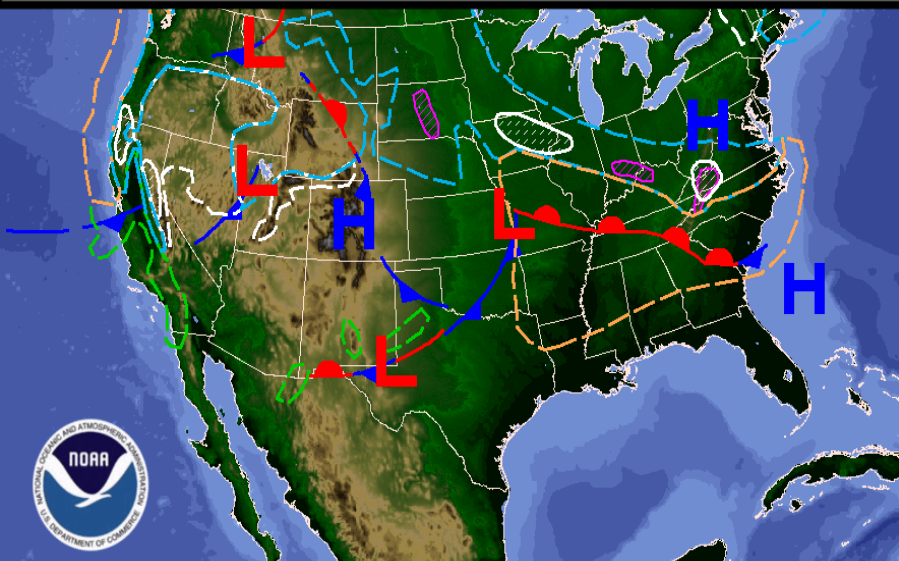 L
L
H
H
L
H
L
NOAA
NATIONAL OCEANIC AND ATMOSPHERIC ADMINISTRATION
U.S. DEPARTMENT OF COMMERCE